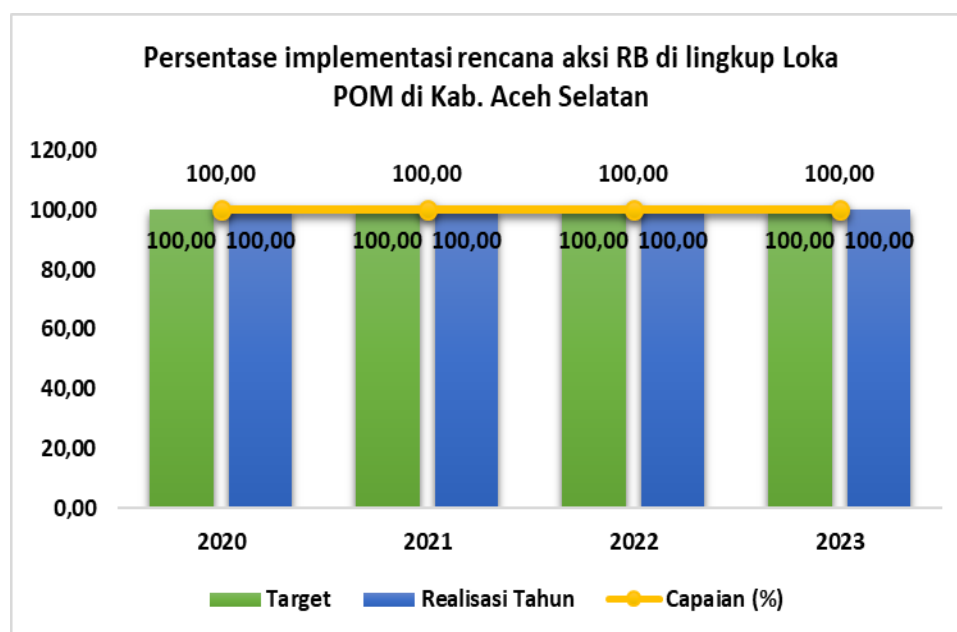 Persentase implementasi rencana aksi RB di lingkup Loka
POM di Kab. Aceh Selatan
120,00
100,00
80,00
60,00
40,00
20,00
0,00
100,00 100,00 100,00 100,00
100,00 100,00 100,00 100,00 100,00 100,00 100,00 100,00
2020 2021 2022 2023
Target Realisasi Tahun Capaian (%)